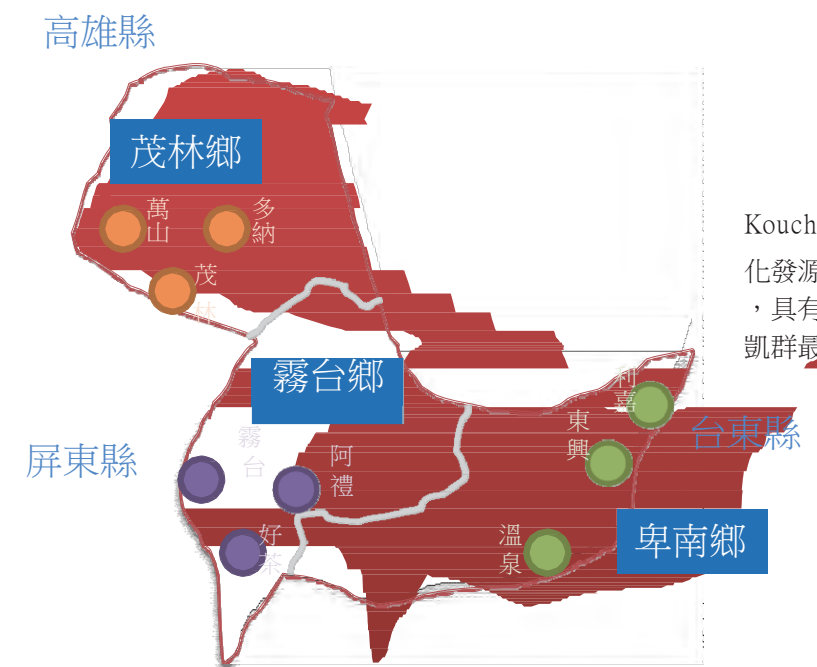 高雄縣
茂林鄉
萬山
多納
茂林
Kouch
化發源
，具有
凱群最
霧台鄉
利嘉
東興
台東縣
屏東縣
霧台
阿禮
好茶
溫泉
卑南鄉